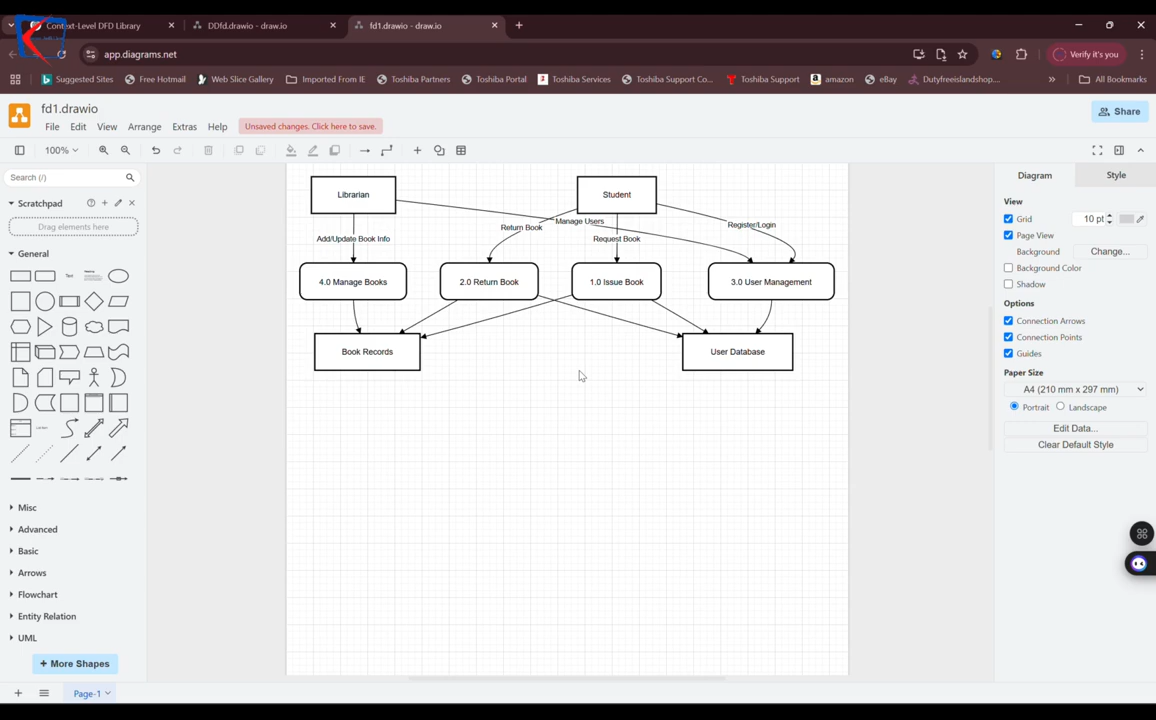 Context-Level DFD Library
DDfd.drawio - draw.io
fd1.drawio - draw.io
app.diagrams.net
Verify it's you
Suggested Sites
Free Hotmail
Web Slice Gallery
Imported From IE
Toshiba Partners
Toshiba Portal
Toshiba Services
Toshiba Support Co...
Toshiba Support
amazon
eBay
Dutyfreeislandshop....
All Bookmarks
fd1.drawio
File Edit View Arrange Extras Help
Unsaved changes. Click here to save.
Share
100%
Search (/)
Scratchpad
Drag elements here
General
Text
Misc
Advanced
Basic
Arrows
Flowchart
Entity Relation
UML
+ More Shapes
Librarian
Student
Manage Users
Return Book
Register/Login
Add/Update Book Info
Request Book
4.0 Manage Books
2.0 Return Book
1.0 Issue Book
3.0 User Management
Book Records
User Database
Diagram
Style
View
Grid
10 pt
Page View
Background
Change...
Background Color
Shadow
Options
Connection Arrows
Connection Points
Guides
Paper Size
A4 (210 mm x 297 mm)
Portrait
Landscape
Edit Data...
Clear Default Style
Page-1